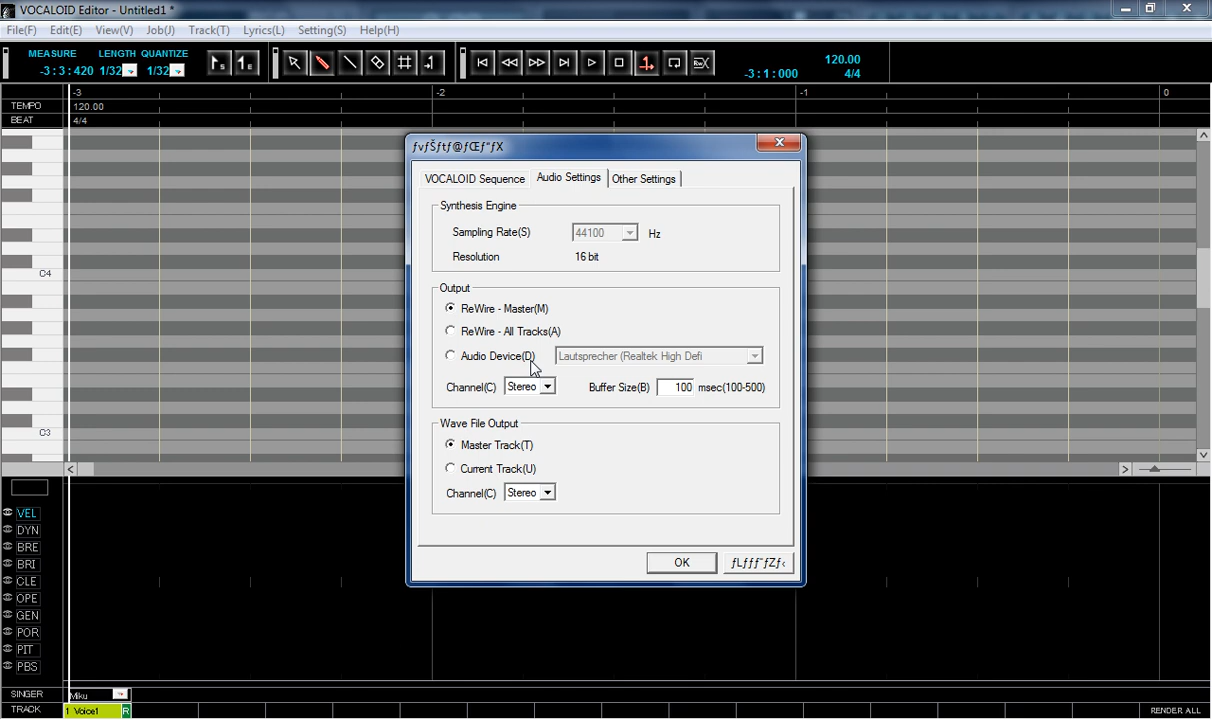 VOCALOID Editor - Untitled1 *
File(F) Edit(E) View(V) Job(J) Track(T) Lyrics(L) Setting(S) Help(H)
MEASURE LENGTH QUANTIZE
-3 : 3 : 420 1/32 1/32
S E
120.00
-3 : 1 : 000 4/4
-3 -2 -1 0
TEMPO 120.00
BEAT 4/4
ƒvƒŠƒtƒ@ƒŒƒ“ƒX
VOCALOID Sequence Audio Settings Other Settings
Synthesis Engine
Sampling Rate(S) 44100 Hz
Resolution 16 bit
C4
Output
ReWire - Master(M)
ReWire - All Tracks(A)
Audio Device(D) Lautsprecher (Realtek High Defi
Channel(C) Stereo Buffer Size(B) 100 msec(100-500)
Wave File Output
C3
Master Track(T)
Current Track(U)
Channel(C) Stereo
OK ƒLƒƒƒ“ƒZƒ‹
VEL
DYN
BRE
BRI
CLE
OPE
GEN
POR
PIT
PBS
SINGER Miku
TRACK 1 Voice1 R RENDER ALL